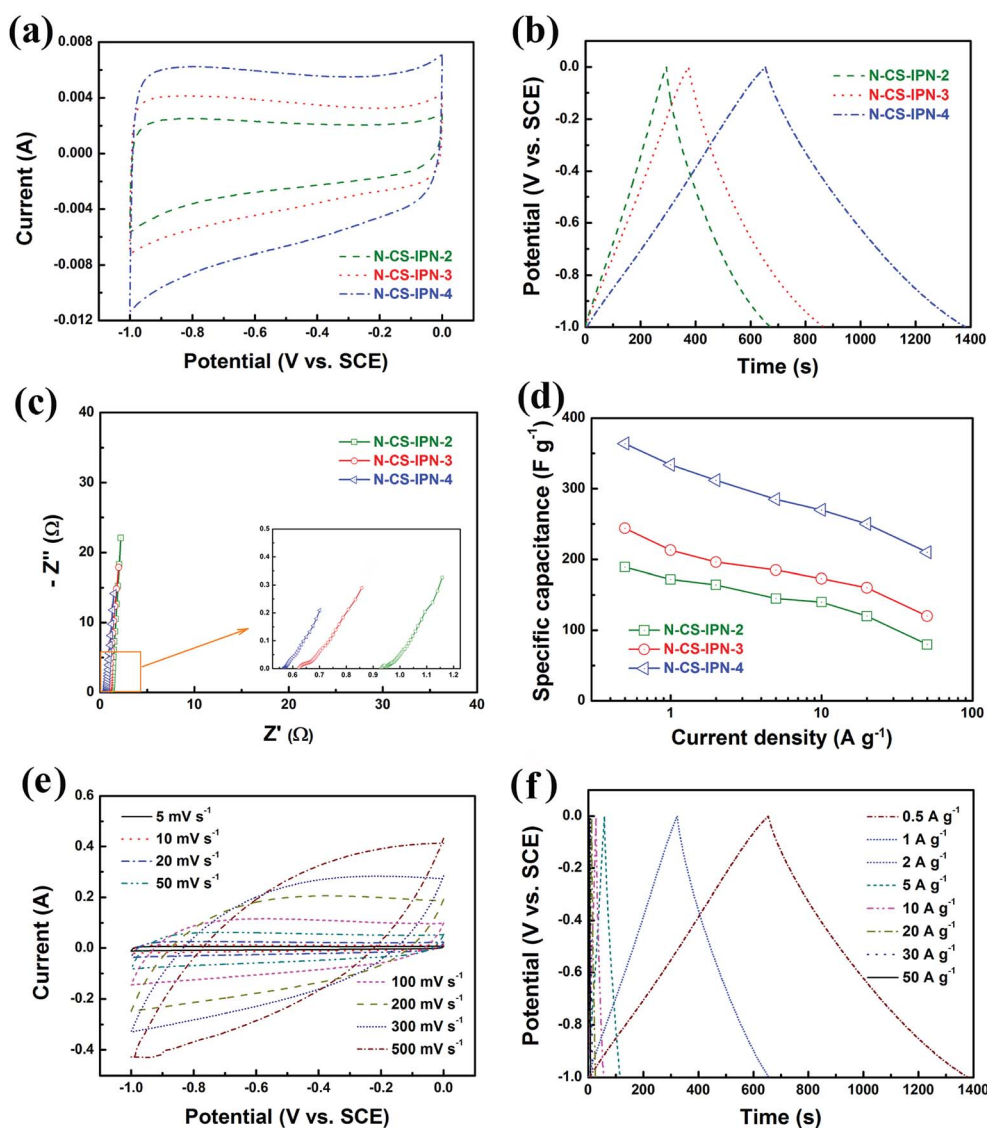 (a)
0.008
0.004
0.000
-0.004
-0.008
-0.012
Current (A)
N-CS-IPN-2
N-CS-IPN-3
N-CS-IPN-4
-1.0 -0.8 -0.6 -0.4 -0.2 0.0
Potential (V vs. SCE)
(b)
0.0
-0.2
-0.4
-0.6
-0.8
-1.0
Potential (V vs. SCE)
N-CS-IPN-2
N-CS-IPN-3
N-CS-IPN-4
0 200 400 600 800 1000 1200 1400
Time (s)
(c)
40
30
20
10
0
- Z'' (Ω)
N-CS-IPN-2
N-CS-IPN-3
N-CS-IPN-4
0.5
0.4
0.3
0.2
0.1
0.0
0.6 0.7 0.8 0.9 1.0 1.1 1.2
0 10 20 30 40
Z' (Ω)
(d)
400
300
200
100
0
Specific capacitance (F g⁻¹)
N-CS-IPN-2
N-CS-IPN-3
N-CS-IPN-4
1 10 100
Current density (A g⁻¹)
(e)
0.6
0.4
0.2
0.0
-0.2
-0.4
Current (A)
5 mV s⁻¹
10 mV s⁻¹
20 mV s⁻¹
50 mV s⁻¹
100 mV s⁻¹
200 mV s⁻¹
300 mV s⁻¹
500 mV s⁻¹
-1.0 -0.8 -0.6 -0.4 -0.2 0.0
Potential (V vs. SCE)
(f)
0.0
-0.2
-0.4
-0.6
-0.8
-1.0
Potential (V vs. SCE)
0.5 A g⁻¹
1 A g⁻¹
2 A g⁻¹
5 A g⁻¹
10 A g⁻¹
20 A g⁻¹
30 A g⁻¹
50 A g⁻¹
0 200 400 600 800 1000 1200 1400
Time (s)